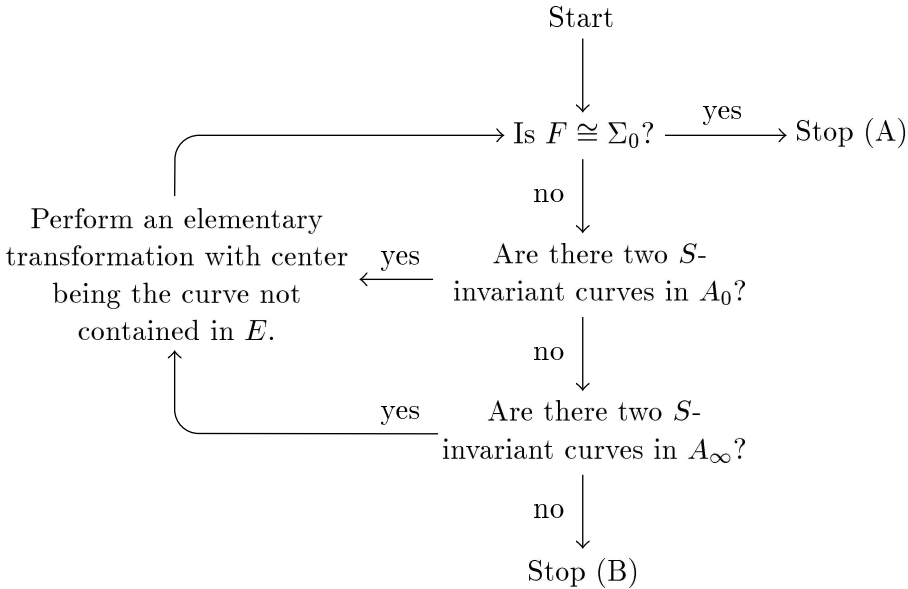 Start
Is F ≅ Σ₀?
yes
Stop (A)
no
Perform an elementary
transformation with center
being the curve not
contained in E.
yes
Are there two S-
invariant curves in A₀?
no
yes
Are there two S-
invariant curves in A∞?
no
Stop (B)